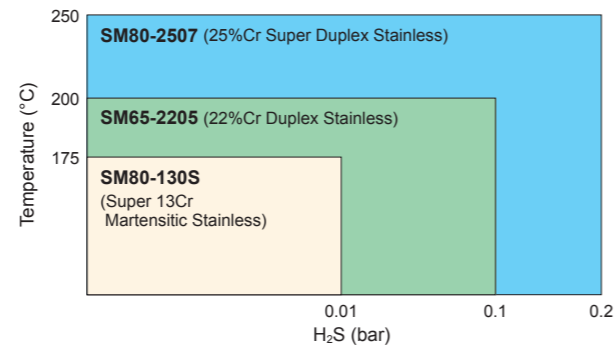 250
SM80-2507 (25%Cr Super Duplex Stainless)
200
SM65-2205 (22%Cr Duplex Stainless)
175
SM80-130S
(Super 13Cr
Martensitic Stainless)
Temperature (°C)
0.01
0.1
0.2
H₂S (bar)